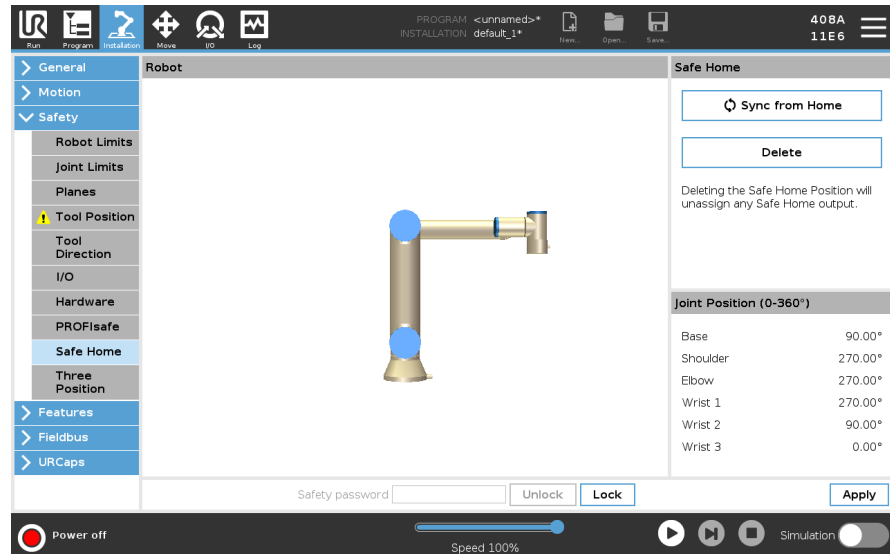 UR
Run
Program
Installation
Move
I/O
Log
PROGRAM <unnamed>*
INSTALLATION default_1*
New...
Open...
Save...
408A
11E6
General
Motion
Safety
Robot Limits
Joint Limits
Planes
Tool Position
Tool
Direction
I/O
Hardware
PROFIsafe
Safe Home
Three
Position
Features
Fieldbus
URCaps
Robot
Safe Home
Sync from Home
Delete
Deleting the Safe Home Position will
unassign any Safe Home output.
Joint Position (0-360°)
Base 90.00°
Shoulder 270.00°
Elbow 270.00°
Wrist 1 270.00°
Wrist 2 90.00°
Wrist 3 0.00°
Safety password Unlock Lock
Apply
Power off
Speed 100%
Simulation